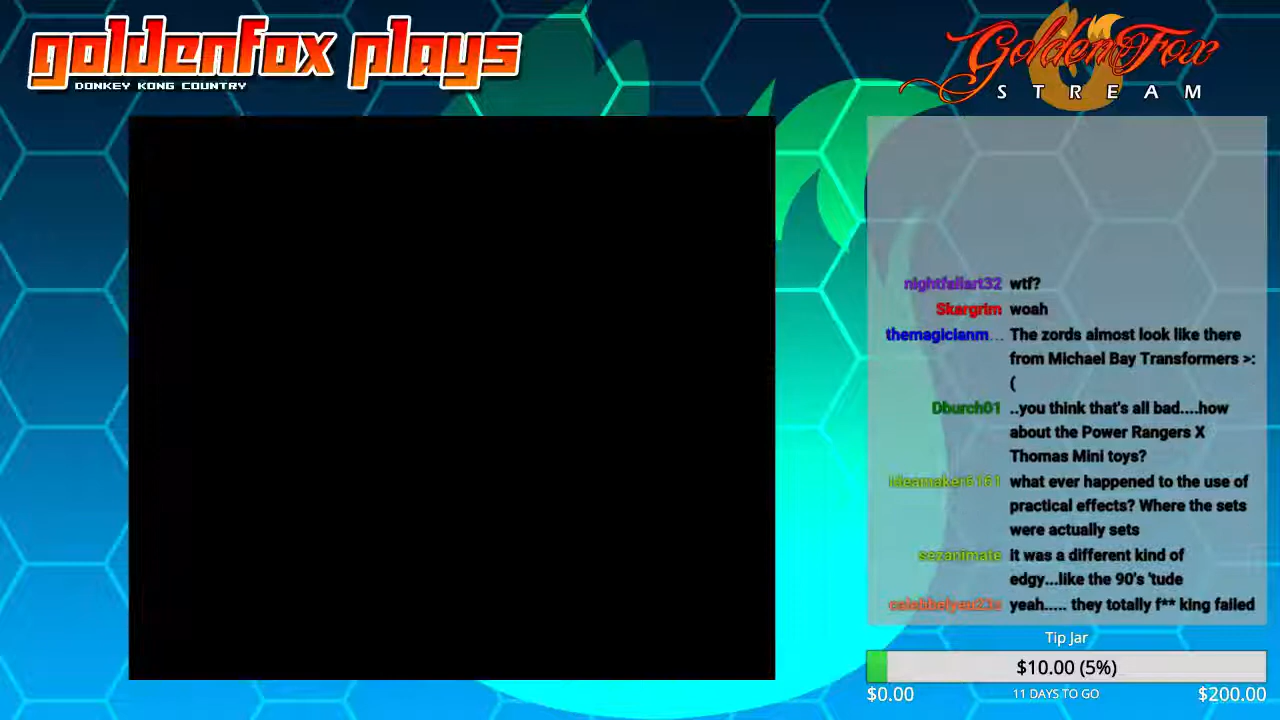 goldenfox plays
DONKEY KONG COUNTRY
GoldenFox
STREAM
nightfallart32 wtf?
Skargrim woah
themagicianm... The zords almost look like there
from Michael Bay Transformers >:
(
Dburch01 ..you think that's all bad....how
about the Power Rangers X
Thomas Mini toys?
Ideamaker6161 what ever happened to the use of
practical effects? Where the sets
were actually sets
sezanimate it was a different kind of
edgy...like the 90's 'tude
yeah..... they totally f** king failed
Tip Jar
$10.00 (5%)
$0.00 11 DAYS TO GO $200.00